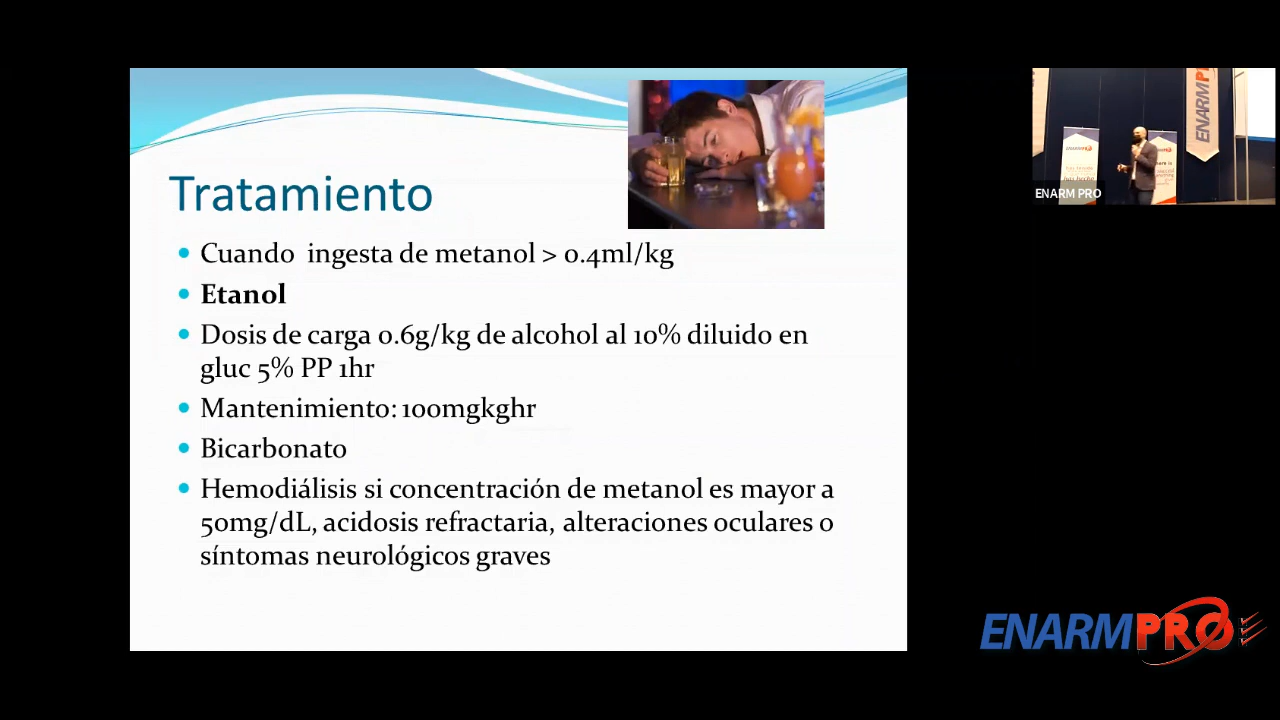 Tratamiento
Cuando ingesta de metanol > 0.4ml/kg
Etanol
Dosis de carga 0.6g/kg de alcohol al 10% diluido en
gluc 5% PP 1hr
Mantenimiento: 100mgkghr
Bicarbonato
Hemodiálisis si concentración de metanol es mayor a
50mg/dL, acidosis refractaria, alteraciones oculares o
síntomas neurológicos graves
ENARM PRO
ENARMPRO